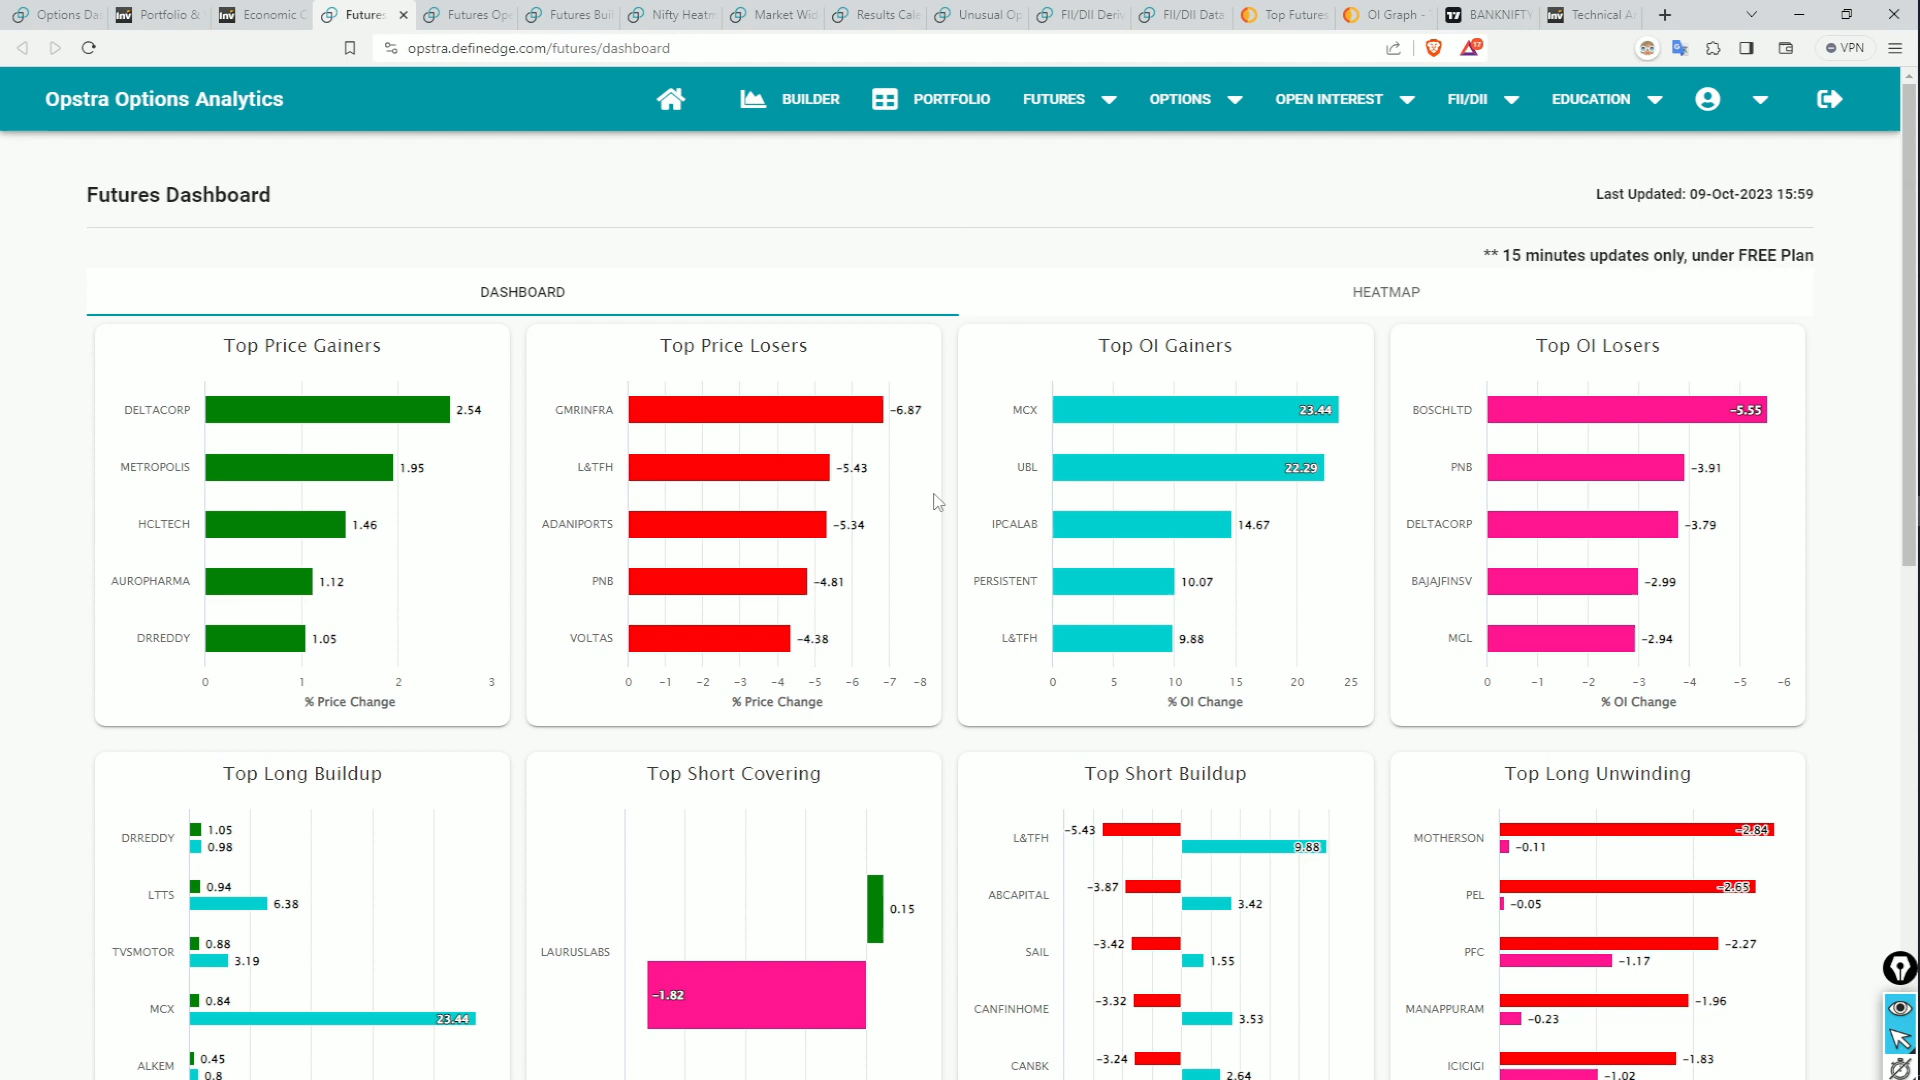 Options Da
Portfolio &
Economic C
Futures
Futures Ope
Futures Buil
Nifty Heatm
Market Wid
Results Cale
Unusual Op
FII/DII Deriv
FII/DII Data
Top Futures
OI Graph -
BANKNIFTY
Technical A
opstra.definedge.com/futures/dashboard
17
VPN
Opstra Options Analytics
BUILDER
PORTFOLIO
FUTURES
OPTIONS
OPEN INTEREST
FII/DII
EDUCATION
Futures Dashboard
Last Updated: 09-Oct-2023 15:59
** 15 minutes updates only, under FREE Plan
DASHBOARD
HEATMAP
Top Price Gainers
DELTACORP 2.54
METROPOLIS 1.95
HCLTECH 1.46
AUROPHARMA 1.12
DRREDDY 1.05
0 1 2 3
% Price Change
Top Price Losers
GMRINFRA -6.87
L&TFH -5.43
ADANIPORTS -5.34
PNB -4.81
VOLTAS -4.38
0 -1 -2 -3 -4 -5 -6 -7 -8
% Price Change
Top OI Gainers
MCX 23.44
UBL 22.29
IPCALAB 14.67
PERSISTENT 10.07
L&TFH 9.88
0 5 10 15 20 25
% OI Change
Top OI Losers
BOSCHLTD -5.55
PNB -3.91
DELTACORP -3.79
BAJAJFINSV -2.99
MGL -2.94
0 -1 -2 -3 -4 -5 -6
% OI Change
Top Long Buildup
DRREDDY 1.05
0.98
LTTS 0.94
6.38
TVSMOTOR 0.88
3.19
MCX 0.84
23.44
ALKEM 0.45
0.8
Top Short Covering
0.15
LAURUSLABS
-1.82
Top Short Buildup
L&TFH -5.43
9.88
ABCAPITAL -3.87
3.42
SAIL -3.42
1.55
CANFINHOME -3.32
3.53
CANBK -3.24
2.64
Top Long Unwinding
MOTHERSON -2.84
-0.11
PEL -2.65
-0.05
PFC -2.27
-1.17
MANAPPURAM -1.96
-0.23
ICICIGI -1.83
-1.02